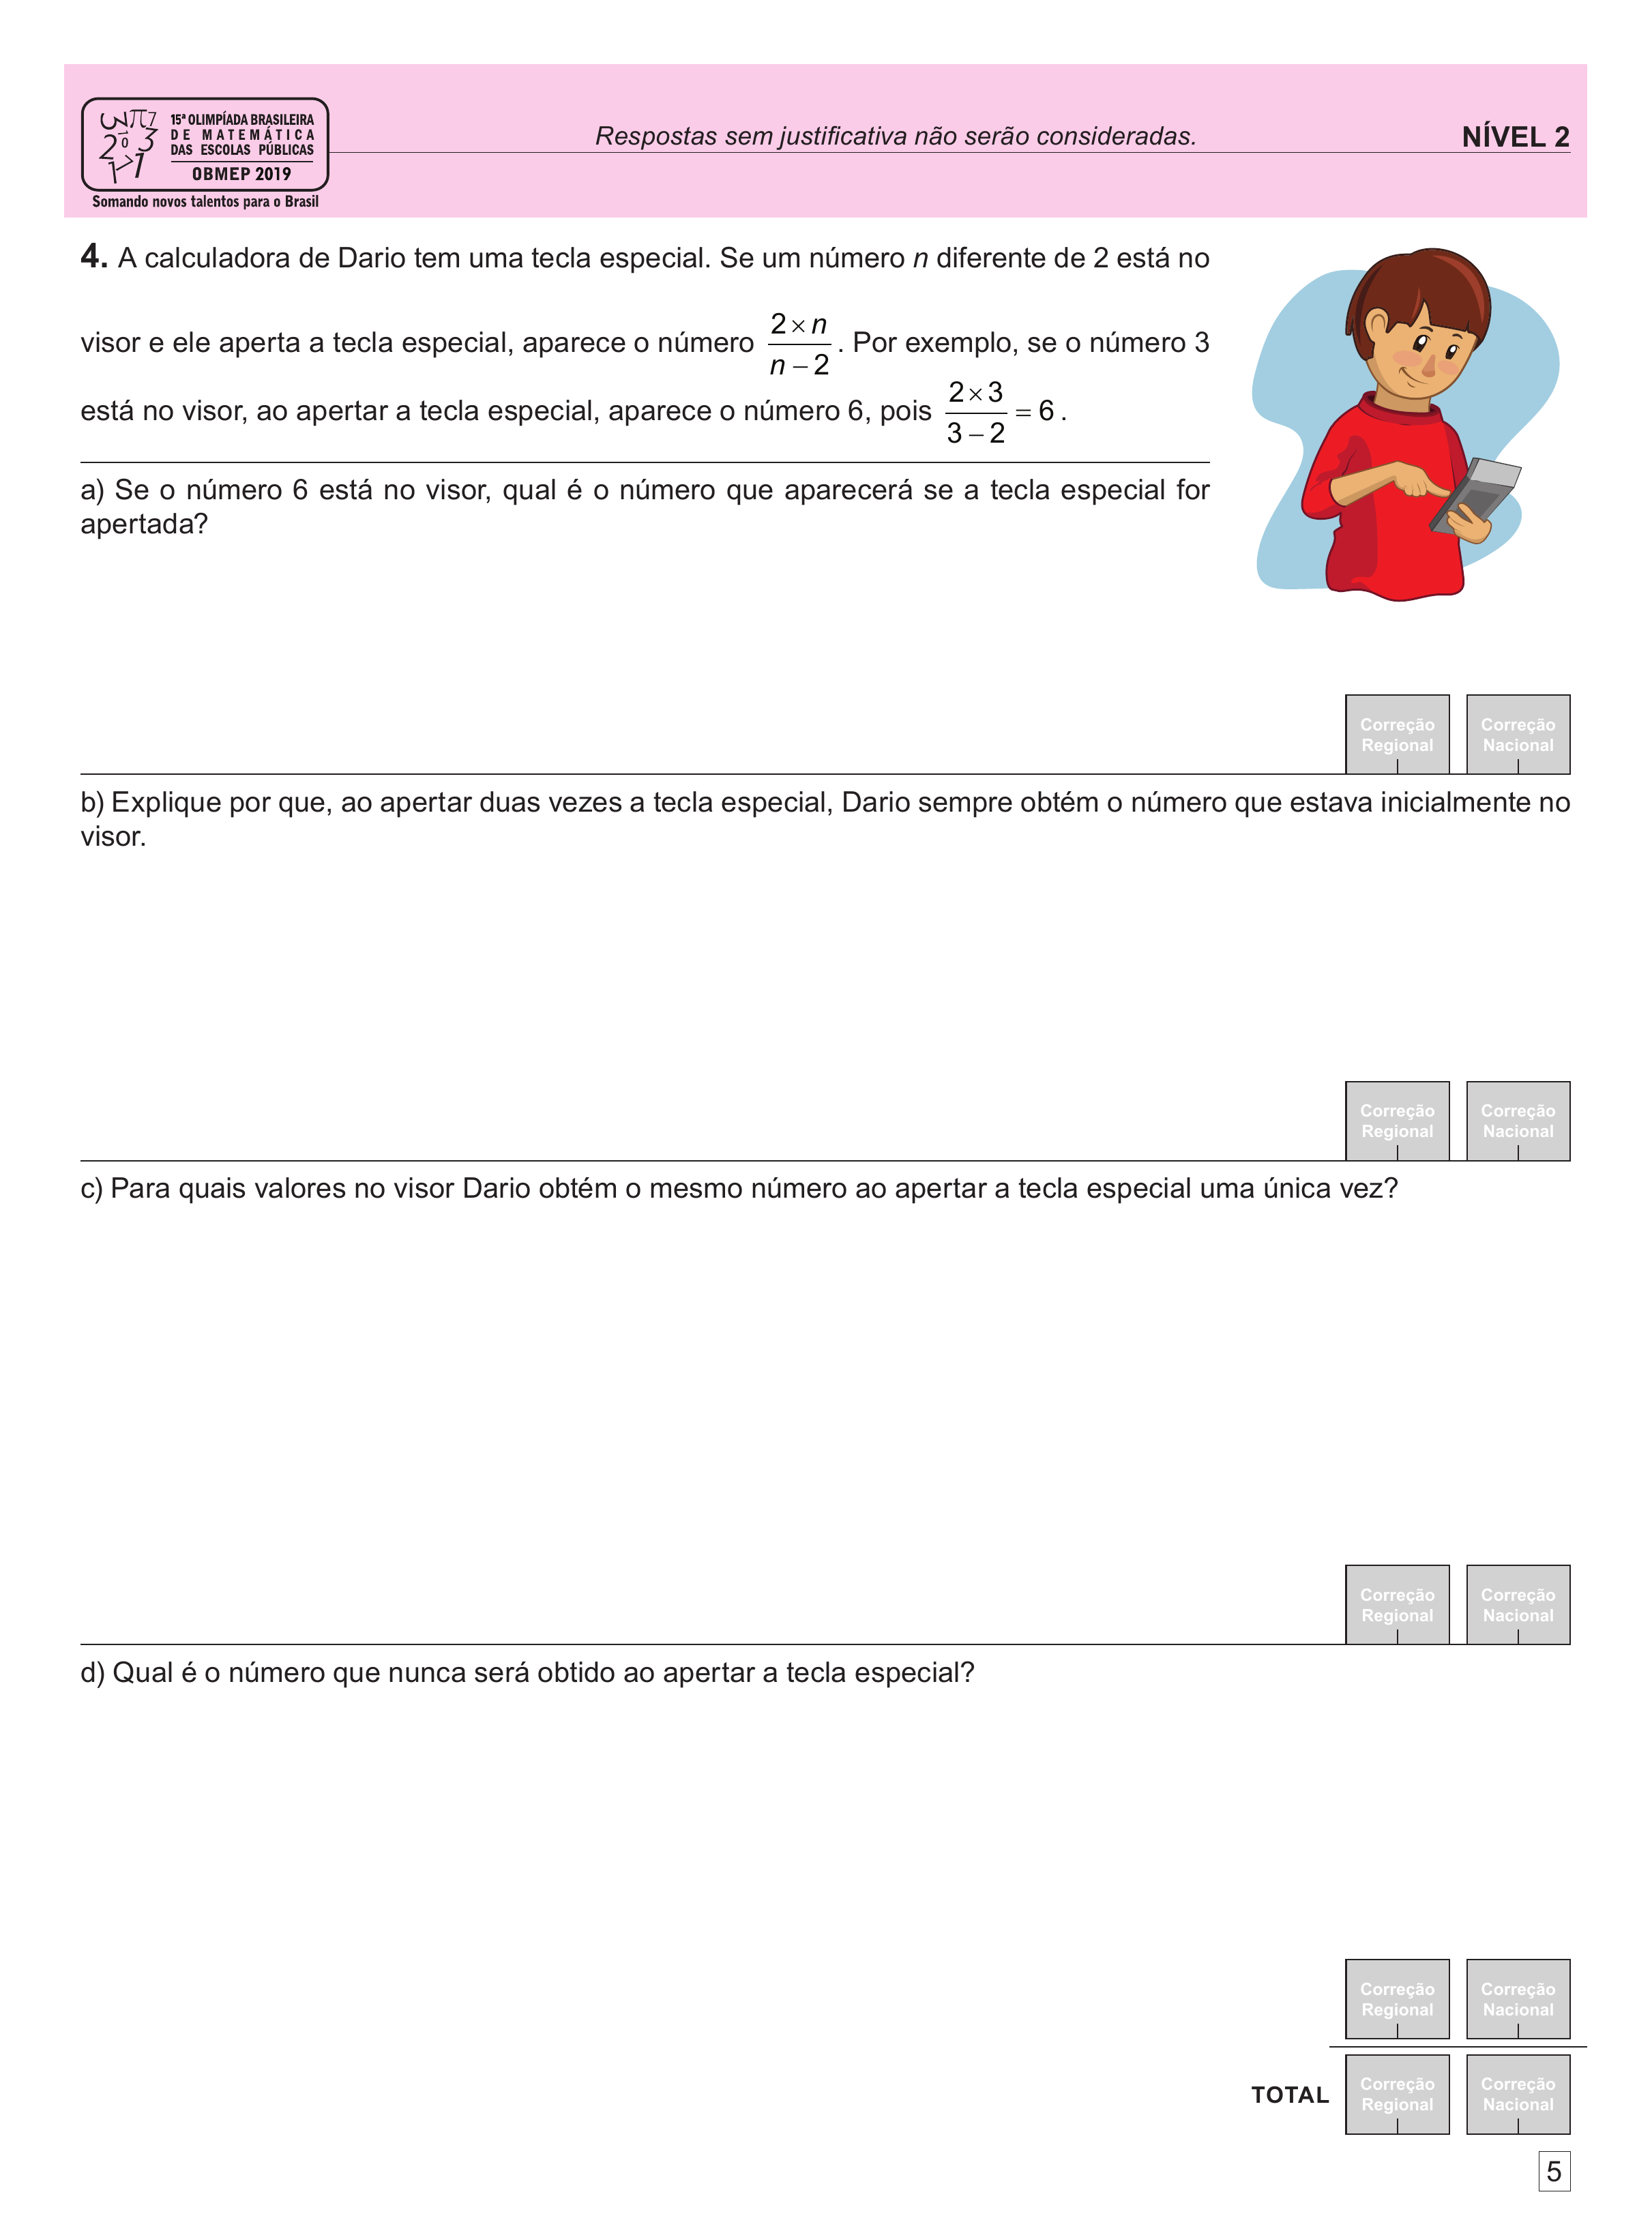 15ª OLIMPÍADA BRASILEIRA
DE MATEMÁTICA
DAS ESCOLAS PÚBLICAS
OBMEP 2019
Somando novos talentos para o Brasil
Respostas sem justificativa não serão consideradas.
NÍVEL 2
4. A calculadora de Dario tem uma tecla especial. Se um número n diferente de 2 está no
visor e ele aperta a tecla especial, aparece o número (2 × n)/(n – 2). Por exemplo, se o número 3
está no visor, ao apertar a tecla especial, aparece o número 6, pois (2 × 3)/(3 – 2) = 6.
a) Se o número 6 está no visor, qual é o número que aparecerá se a tecla especial for
apertada?
Correção Correção
Regional Nacional
b) Explique por que, ao apertar duas vezes a tecla especial, Dario sempre obtém o número que estava inicialmente no
visor.
Correção Correção
Regional Nacional
c) Para quais valores no visor Dario obtém o mesmo número ao apertar a tecla especial uma única vez?
Correção Correção
Regional Nacional
d) Qual é o número que nunca será obtido ao apertar a tecla especial?
Correção Correção
Regional Nacional
TOTAL
Correção Correção
Regional Nacional
5